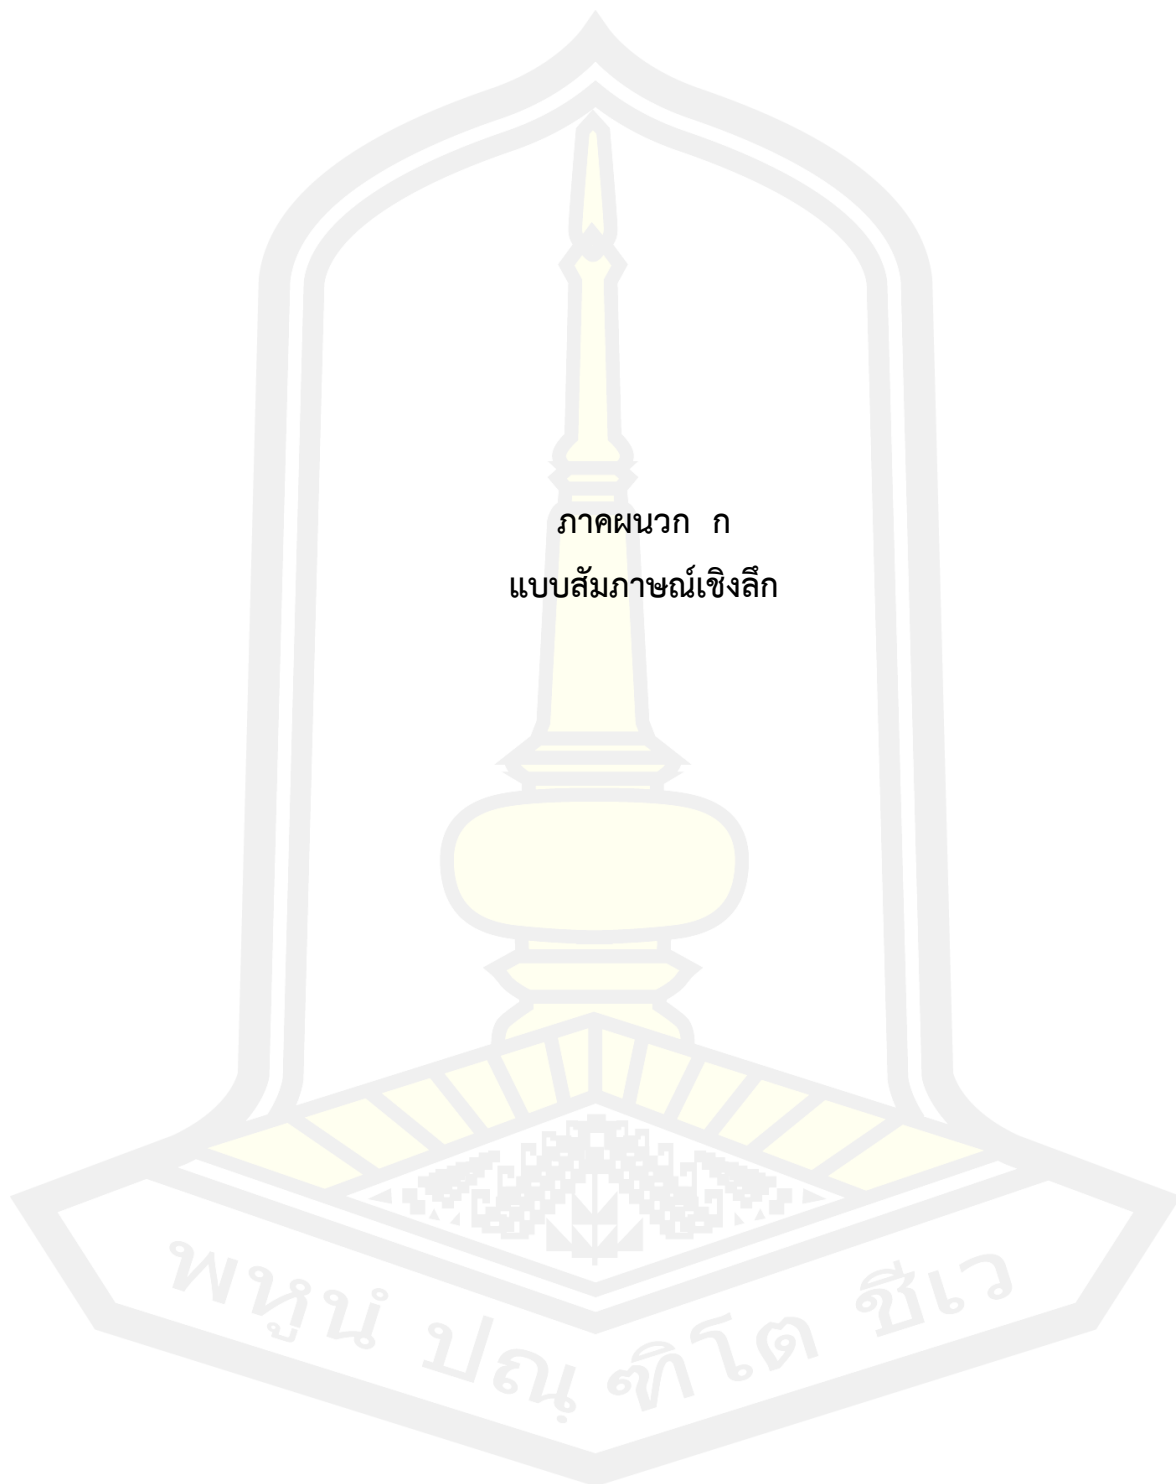 ภาคผนวก ก
แบบสัมภาษณ์เชิงลึก
พหูนํ ปณฺฑิโต ชีเว